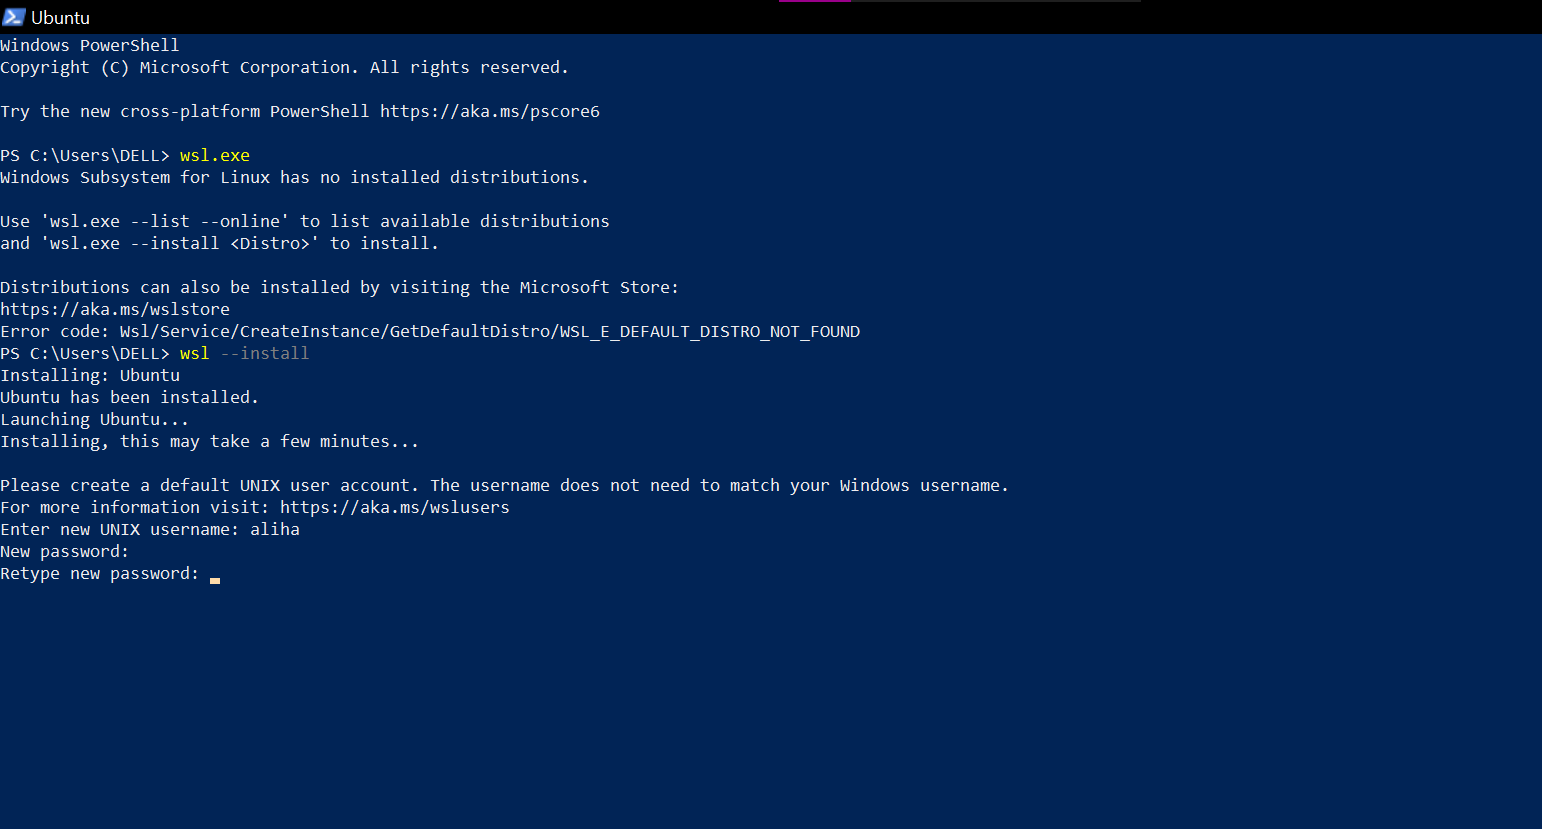 Ubuntu
Windows PowerShell
Copyright (C) Microsoft Corporation. All rights reserved.
Try the new cross-platform PowerShell https://aka.ms/pscore6
PS C:\Users\DELL> wsl.exe
Windows Subsystem for Linux has no installed distributions.
Use 'wsl.exe --list --online' to list available distributions
and 'wsl.exe --install <Distro>' to install.
Distributions can also be installed by visiting the Microsoft Store:
https://aka.ms/wslstore
Error code: Wsl/Service/CreateInstance/GetDefaultDistro/WSL_E_DEFAULT_DISTRO_NOT_FOUND
PS C:\Users\DELL> wsl --install
Installing: Ubuntu
Ubuntu has been installed.
Launching Ubuntu...
Installing, this may take a few minutes...
Please create a default UNIX user account. The username does not need to match your Windows username.
For more information visit: https://aka.ms/wslusers
Enter new UNIX username: aliha
New password:
Retype new password: